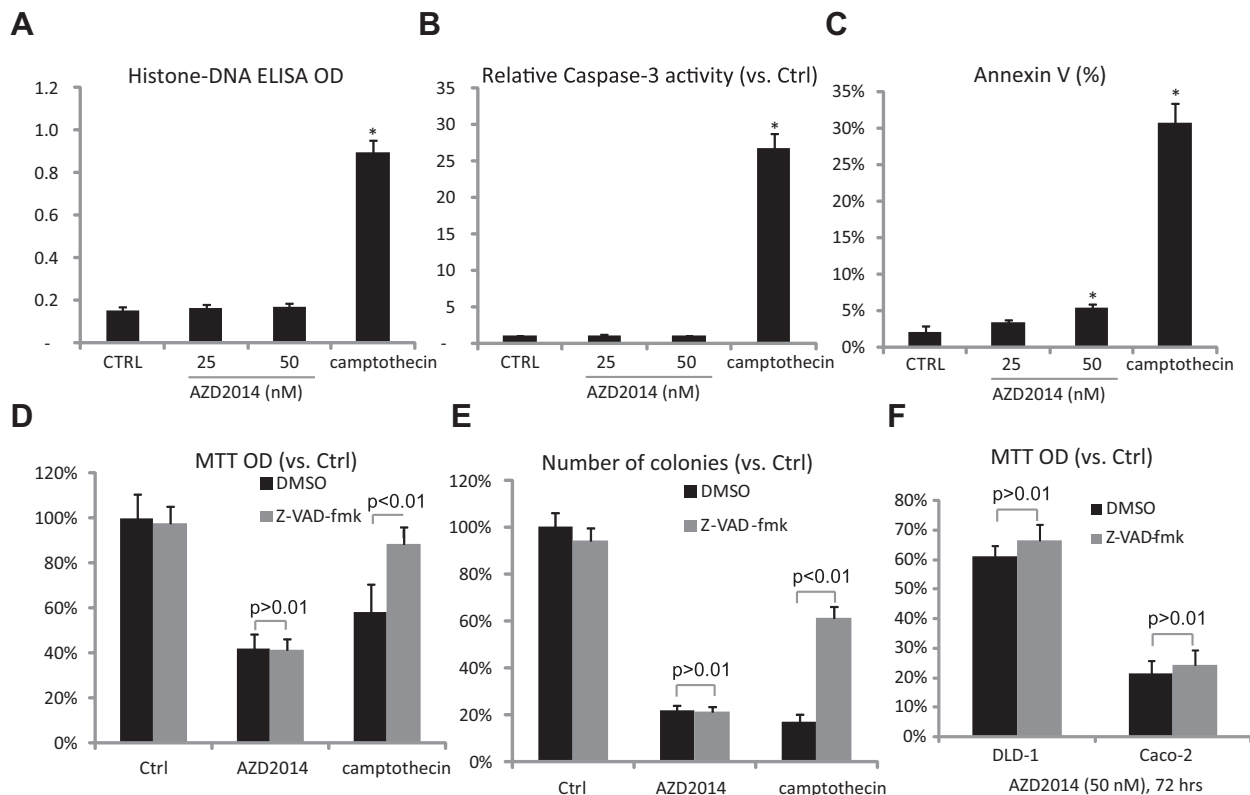 A
Histone-DNA ELISA OD
1.2
1.0
0.8
0.6
0.4
0.2
-
*
CTRL 25 50 camptothecin
AZD2014 (nM)
B
Relative Caspase-3 activity (vs. Ctrl)
35
30
25
20
15
10
5
-
*
CTRL 25 50 camptothecin
AZD2014 (nM)
C
Annexin V (%)
35%
30%
25%
20%
15%
10%
5%
0%
*
*
CTRL 25 50 camptothecin
AZD2014 (nM)
D
MTT OD (vs. Ctrl)
DMSO
Z-VAD-fmk
120%
100%
80%
60%
40%
20%
0%
p>0.01
p<0.01
Ctrl AZD2014 camptothecin
E
Number of colonies (vs. Ctrl)
DMSO
Z-VAD-fmk
120%
100%
80%
60%
40%
20%
0%
p>0.01
p<0.01
Ctrl AZD2014 camptothecin
F
MTT OD (vs. Ctrl)
DMSO
Z-VAD-fmk
80%
70%
60%
50%
40%
30%
20%
10%
0%
p>0.01
p>0.01
DLD-1 Caco-2
AZD2014 (50 nM), 72 hrs